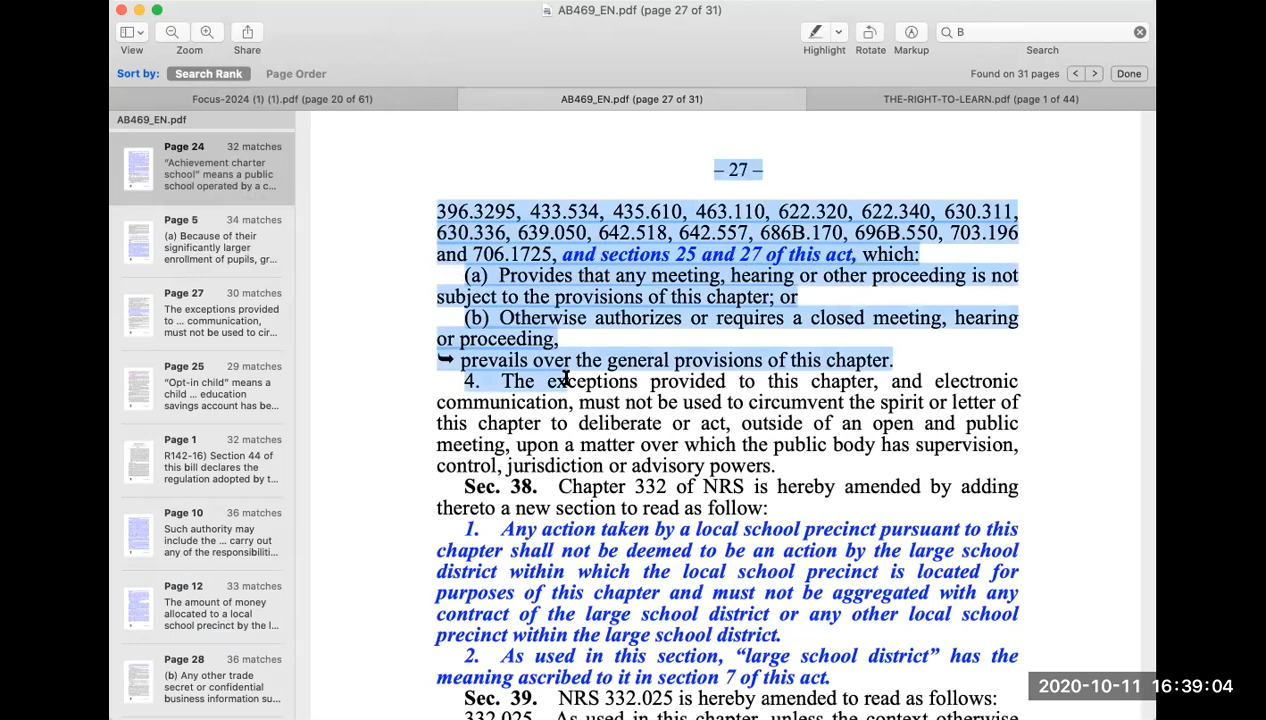 AB469_EN.pdf (page 27 of 31)
View
Zoom
Share
Highlight
Rotate
Markup
B
Search
Sort by:
Search Rank
Page Order
Found on 31 pages
Done
Focus-2024 (1) (1).pdf (page 20 of 61)
AB469_EN.pdf (page 27 of 31)
THE-RIGHT-TO-LEARN.pdf (page 1 of 44)
AB469_EN.pdf
Page 24 32 matches
“Achievement charter
school” means a public
school operated by a c...
Page 5 34 matches
(a) Because of their
significantly larger
enrollment of pupils, gr...
Page 27 30 matches
The exceptions provided
to ... communication,
must not be used to cir...
Page 25 29 matches
“Opt-in child” means a
child ... education
savings account has be...
Page 1 32 matches
R142-16) Section 44 of
this bill declares the
regulation adopted by t...
Page 10 36 matches
Such authority may
include the ... carry out
any of the responsibiliti...
Page 12 33 matches
The amount of money
allocated to a local
school precinct by the l...
Page 28 36 matches
(b) Any other trade
secret or confidential
business information su...
– 27 –
396.3295, 433.534, 435.610, 463.110, 622.320, 622.340, 630.311,
630.336, 639.050, 642.518, 642.557, 686B.170, 696B.550, 703.196
and 706.1725, and sections 25 and 27 of this act, which:
(a) Provides that any meeting, hearing or other proceeding is not
subject to the provisions of this chapter; or
(b) Otherwise authorizes or requires a closed meeting, hearing
or proceeding,
➥ prevails over the general provisions of this chapter.
4. The exceptions provided to this chapter, and electronic
communication, must not be used to circumvent the spirit or letter of
this chapter to deliberate or act, outside of an open and public
meeting, upon a matter over which the public body has supervision,
control, jurisdiction or advisory powers.
Sec. 38. Chapter 332 of NRS is hereby amended by adding
thereto a new section to read as follow:
1. Any action taken by a local school precinct pursuant to this
chapter shall not be deemed to be an action by the large school
district within which the local school precinct is located for
purposes of this chapter and must not be aggregated with any
contract of the large school district or any other local school
precinct within the large school district.
2. As used in this section, “large school district” has the
meaning ascribed to it in section 7 of this act.
Sec. 39. NRS 332.025 is hereby amended to read as follows:
332.025 As used in this chapter, unless the context otherwise
2020-10-11 16:39:04